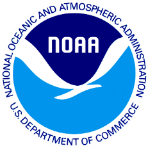 NATIONAL OCEANIC AND ATMOSPHERIC ADMINISTRATION
NOAA
U.S. DEPARTMENT OF COMMERCE